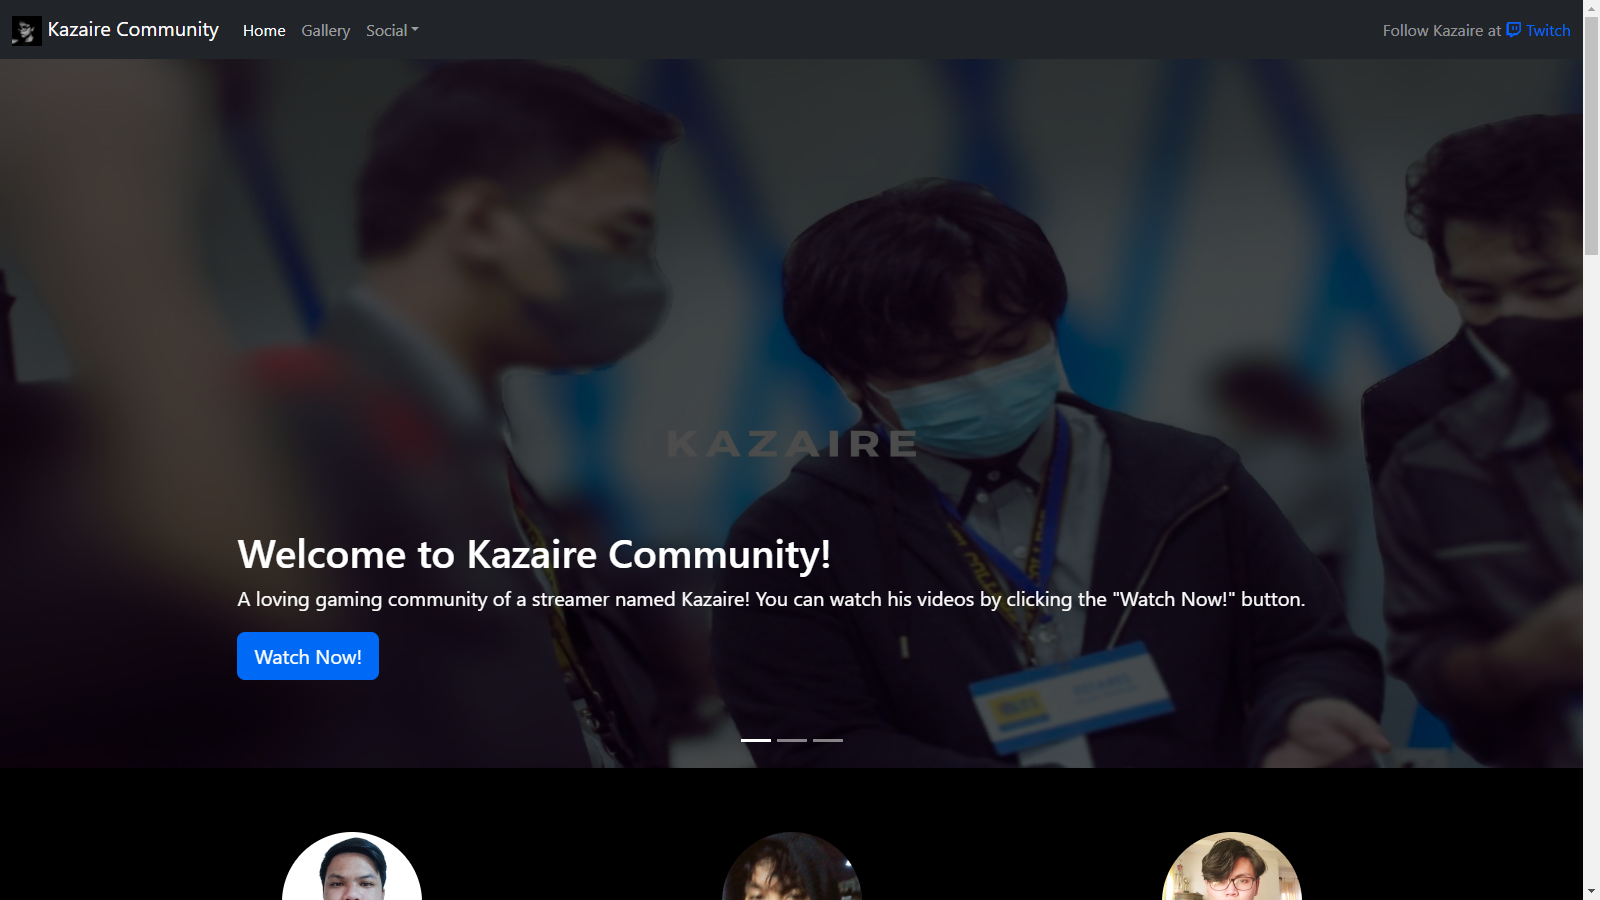 Kazaire Community
Home
Gallery
Social
Follow Kazaire at Twitch
KAZAIRE
Welcome to Kazaire Community!
A loving gaming community of a streamer named Kazaire! You can watch his videos by clicking the "Watch Now!" button.
Watch Now!